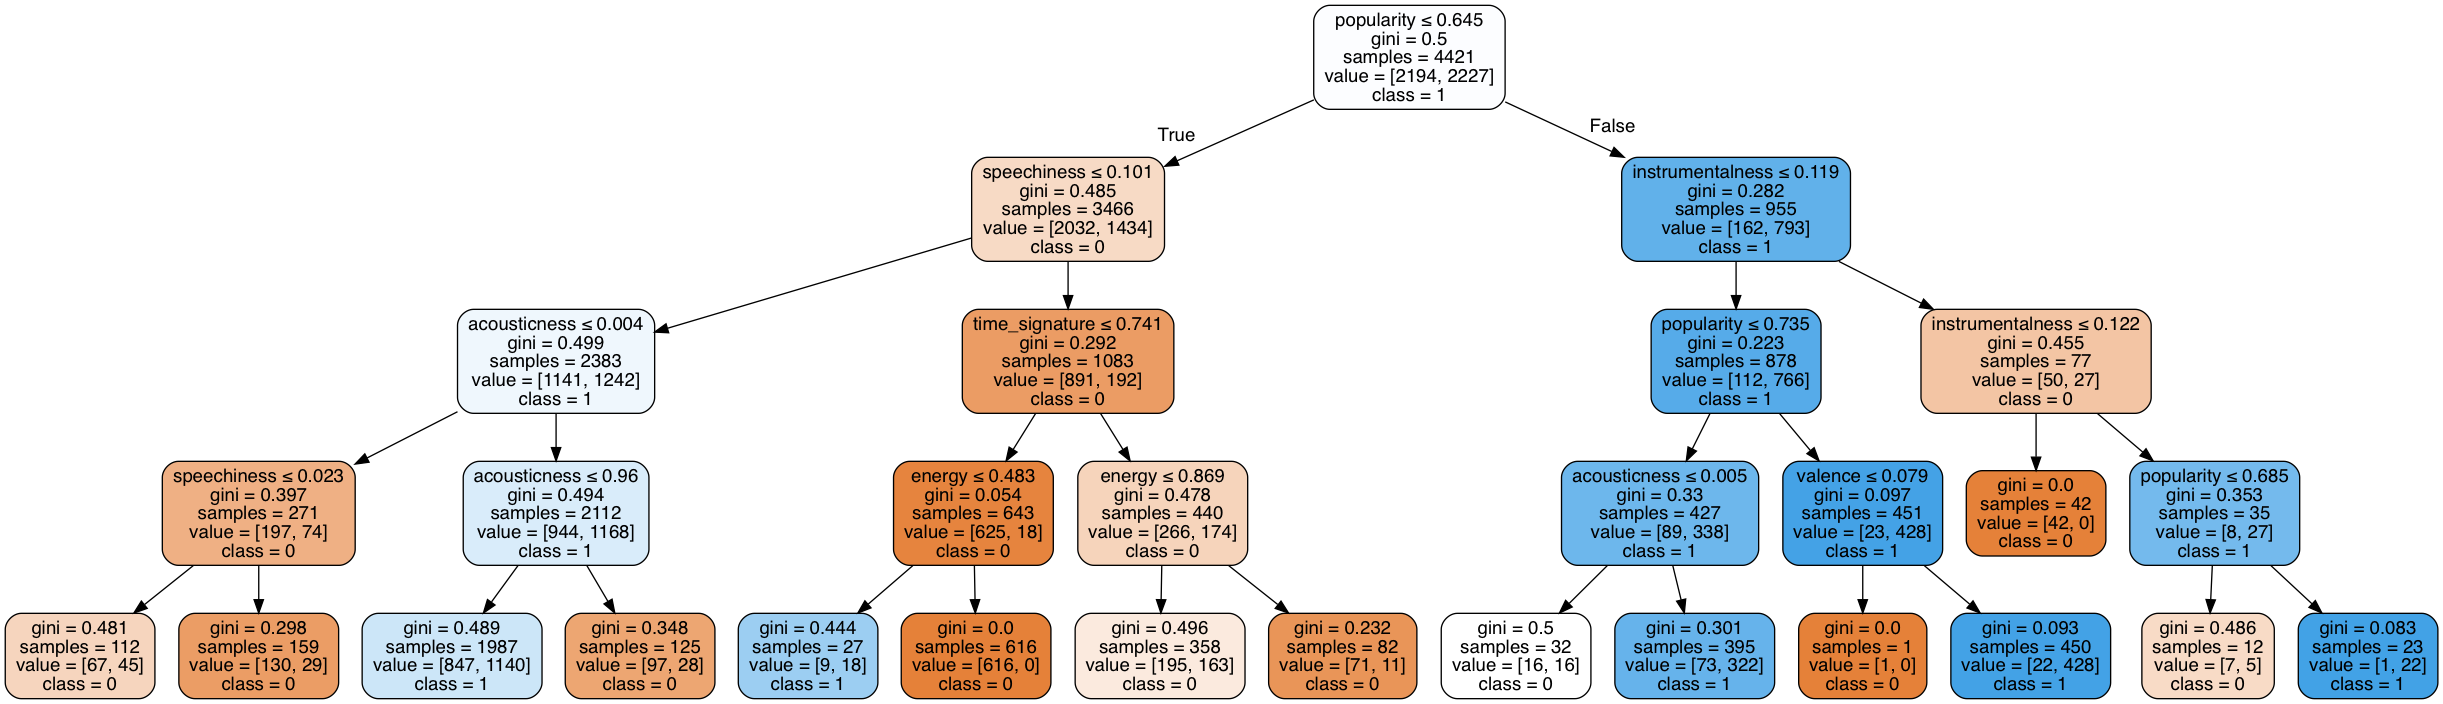 popularity ≤ 0.645
gini = 0.5
samples = 4421
value = [2194, 2227]
class = 1
True
False
speechiness ≤ 0.101
gini = 0.485
samples = 3466
value = [2032, 1434]
class = 0
instrumentalness ≤ 0.119
gini = 0.282
samples = 955
value = [162, 793]
class = 1
acousticness ≤ 0.004
gini = 0.499
samples = 2383
value = [1141, 1242]
class = 1
time_signature ≤ 0.741
gini = 0.292
samples = 1083
value = [891, 192]
class = 0
popularity ≤ 0.735
gini = 0.223
samples = 878
value = [112, 766]
class = 1
instrumentalness ≤ 0.122
gini = 0.455
samples = 77
value = [50, 27]
class = 0
speechiness ≤ 0.023
gini = 0.397
samples = 271
value = [197, 74]
class = 0
acousticness ≤ 0.96
gini = 0.494
samples = 2112
value = [944, 1168]
class = 1
energy ≤ 0.483
gini = 0.054
samples = 643
value = [625, 18]
class = 0
energy ≤ 0.869
gini = 0.478
samples = 440
value = [266, 174]
class = 0
acousticness ≤ 0.005
gini = 0.33
samples = 427
value = [89, 338]
class = 1
valence ≤ 0.079
gini = 0.097
samples = 451
value = [23, 428]
class = 1
gini = 0.0
samples = 42
value = [42, 0]
class = 0
popularity ≤ 0.685
gini = 0.353
samples = 35
value = [8, 27]
class = 1
gini = 0.481
samples = 112
value = [67, 45]
class = 0
gini = 0.298
samples = 159
value = [130, 29]
class = 0
gini = 0.489
samples = 1987
value = [847, 1140]
class = 1
gini = 0.348
samples = 125
value = [97, 28]
class = 0
gini = 0.444
samples = 27
value = [9, 18]
class = 1
gini = 0.0
samples = 616
value = [616, 0]
class = 0
gini = 0.496
samples = 358
value = [195, 163]
class = 0
gini = 0.232
samples = 82
value = [71, 11]
class = 0
gini = 0.5
samples = 32
value = [16, 16]
class = 0
gini = 0.301
samples = 395
value = [73, 322]
class = 1
gini = 0.0
samples = 1
value = [1, 0]
class = 0
gini = 0.093
samples = 450
value = [22, 428]
class = 1
gini = 0.486
samples = 12
value = [7, 5]
class = 0
gini = 0.083
samples = 23
value = [1, 22]
class = 1